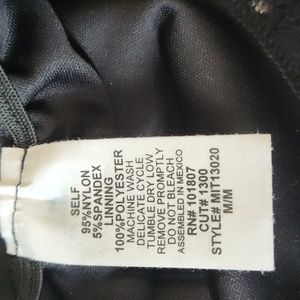 SELF
95%NYLON
5%SPANDEX
LINNING
100%POLYESTER
MACHINE WASH
DELICATE CYCLE
TUMBLE DRY LOW
REMOVE PROMPTLY
DO NOT BLEACH
ASSEMBLED IN MEXICO
RN# 101807
CUT# 1300
STYLE# MIT13020
M/M